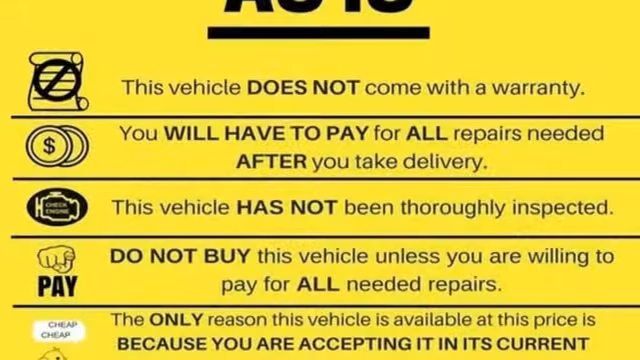 AS IS
This vehicle DOES NOT come with a warranty.
You WILL HAVE TO PAY for ALL repairs needed
AFTER you take delivery.
CHECK
ENGINE
This vehicle HAS NOT been thoroughly inspected.
DO NOT BUY this vehicle unless you are willing to
PAY
pay for ALL needed repairs.
CHEAP
CHEAP
The ONLY reason this vehicle is available at this price is
BECAUSE YOU ARE ACCEPTING IT IN ITS CURRENT